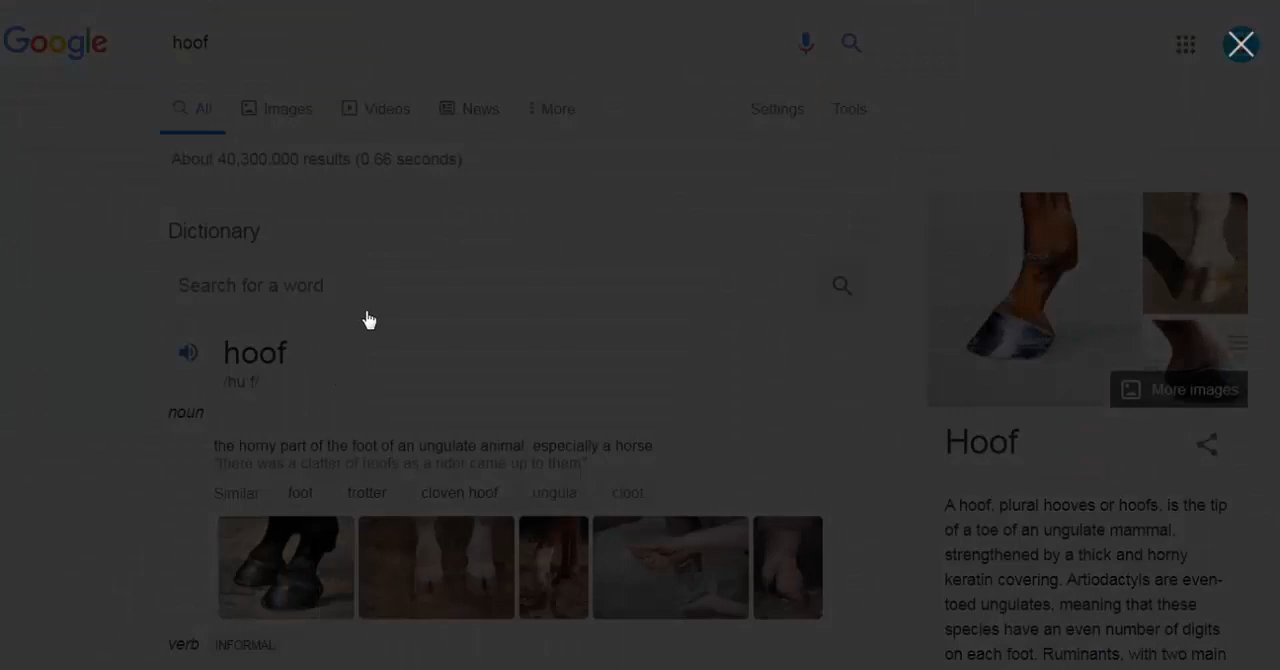 Google
hoof
All
Images
Videos
News
More
Settings
Tools
About 40,300,000 results (0.66 seconds)
Dictionary
Search for a word
hoof
/huːf/
noun
the horny part of the foot of an ungulate animal, especially a horse
"there was a clatter of hoofs as a rider came up to them"
Similar
foot
trotter
cloven hoof
ungula
cloot
verb
INFORMAL
More images
Hoof
A hoof, plural hooves or hoofs, is the tip
of a toe of an ungulate mammal,
strengthened by a thick and horny
keratin covering. Artiodactyls are even-
toed ungulates, meaning that these
species have an even number of digits
on each foot. Ruminants, with two main